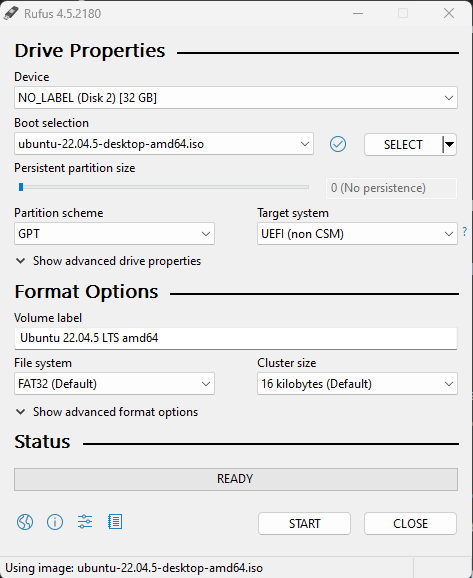 Rufus 4.5.2180
Drive Properties
Device
NO_LABEL (Disk 2) [32 GB]
Boot selection
ubuntu-22.04.5-desktop-amd64.iso
SELECT
Persistent partition size
0 (No persistence)
Partition scheme
Target system
GPT
UEFI (non CSM)
?
Show advanced drive properties
Format Options
Volume label
Ubuntu 22.04.5 LTS amd64
File system
Cluster size
FAT32 (Default)
16 kilobytes (Default)
Show advanced format options
Status
READY
START
CLOSE
Using image: ubuntu-22.04.5-desktop-amd64.iso